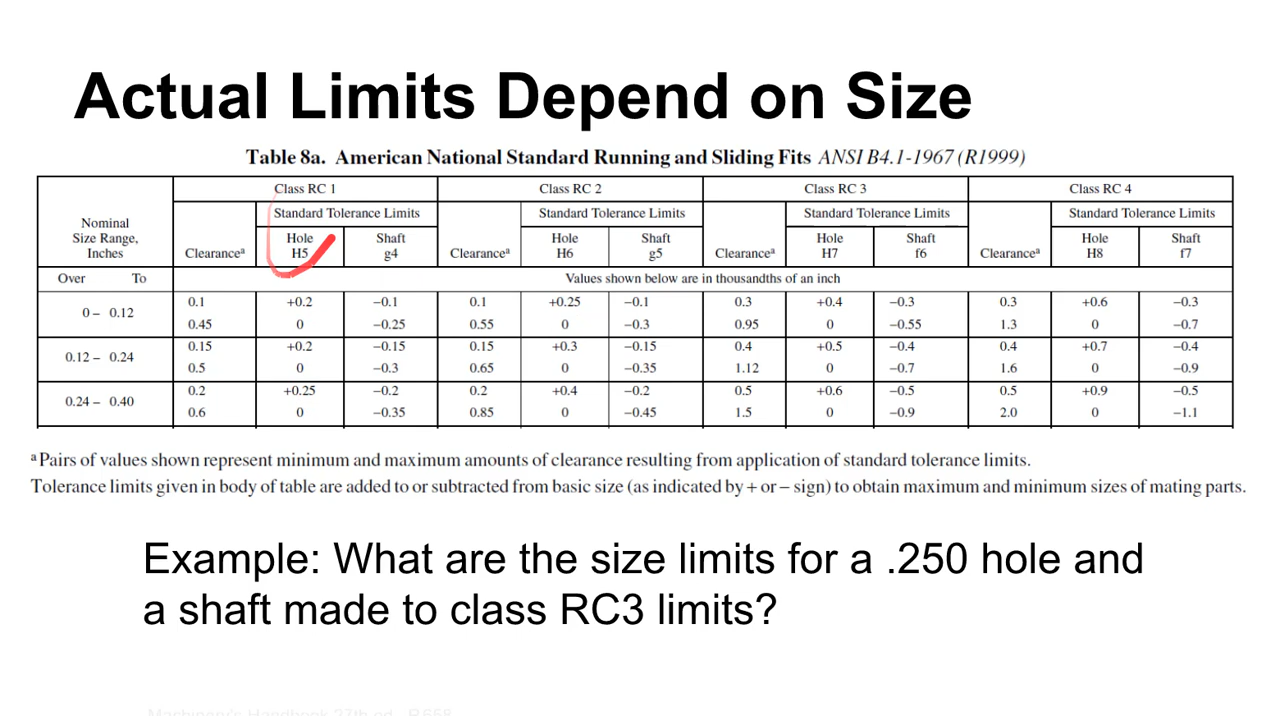 Actual Limits Depend on Size
Table 8a. American National Standard Running and Sliding Fits ANSI B4.1-1967 (R1999)
Class RC 1 Class RC 2 Class RC 3 Class RC 4
Nominal Size Range, Inches
Clearanceᵃ Standard Tolerance Limits Clearanceᵃ Standard Tolerance Limits Clearanceᵃ Standard Tolerance Limits Clearanceᵃ Standard Tolerance Limits
Hole H5 Shaft g4 Hole H6 Shaft g5 Hole H7 Shaft f6 Hole H8 Shaft f7
Over To Values shown below are in thousandths of an inch
0 – 0.12 0.1 +0.2 −0.1 0.1 +0.25 −0.1 0.3 +0.4 −0.3 0.3 +0.6 −0.3
0.45 0 −0.25 0.55 0 −0.3 0.95 0 −0.55 1.3 0 −0.7
0.12 – 0.24 0.15 +0.2 −0.15 0.15 +0.3 −0.15 0.4 +0.5 −0.4 0.4 +0.7 −0.4
0.5 0 −0.3 0.65 0 −0.35 1.12 0 −0.7 1.6 0 −0.9
0.24 – 0.40 0.2 +0.25 −0.2 0.2 +0.4 −0.2 0.5 +0.6 −0.5 0.5 +0.9 −0.5
0.6 0 −0.35 0.85 0 −0.45 1.5 0 −0.9 2.0 0 −1.1
ᵃ Pairs of values shown represent minimum and maximum amounts of clearance resulting from application of standard tolerance limits.
Tolerance limits given in body of table are added to or subtracted from basic size (as indicated by + or − sign) to obtain maximum and minimum sizes of mating parts.
Example: What are the size limits for a .250 hole and
a shaft made to class RC3 limits?